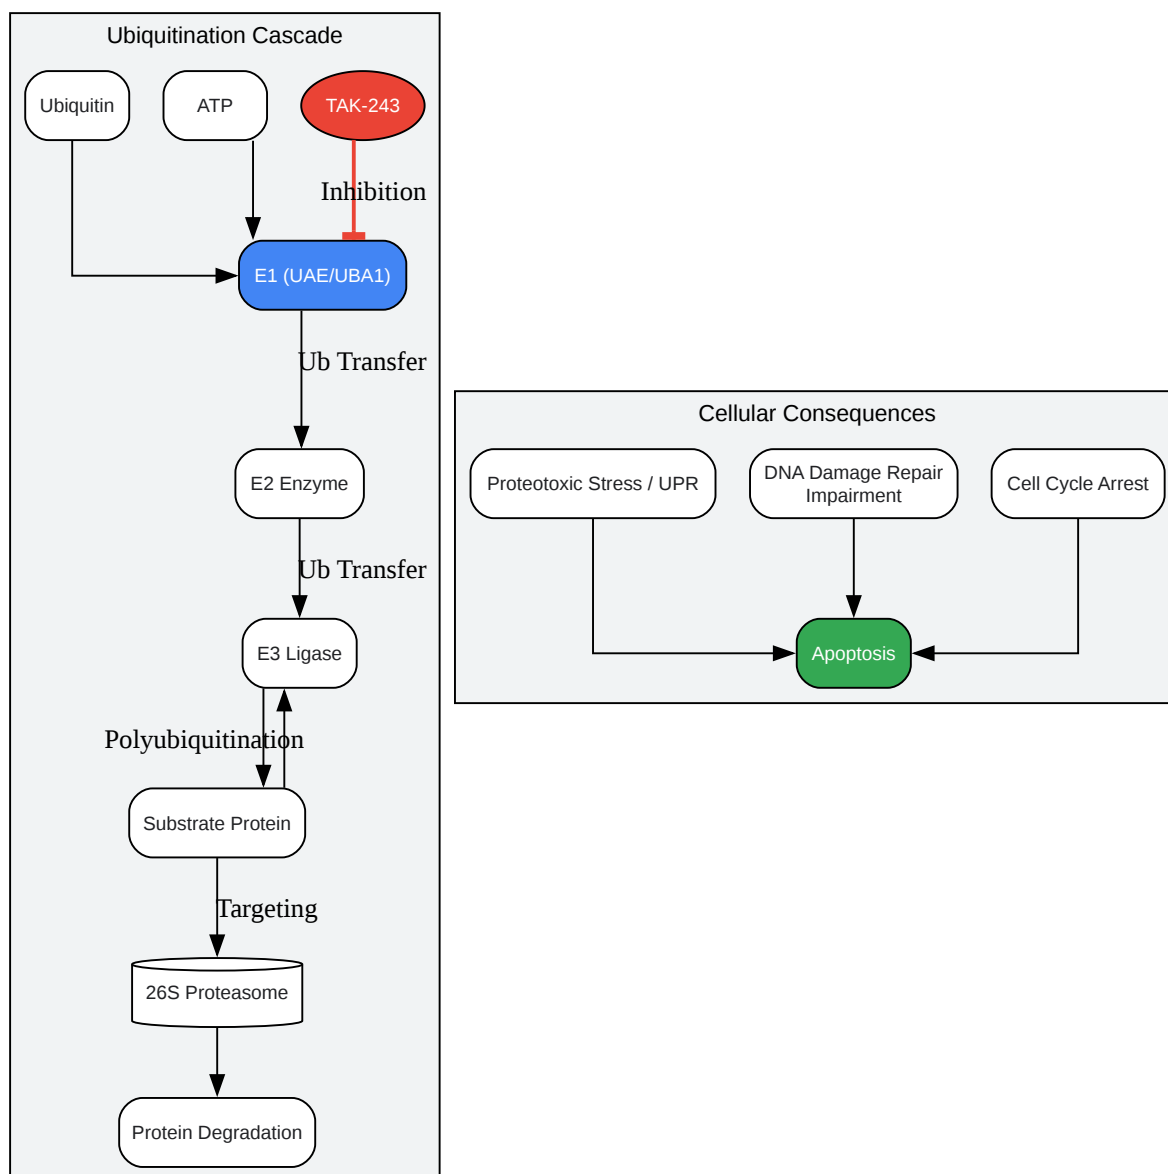 Ubiquitination Cascade
Ubiquitin
ATP
TAK-243
Inhibition
E1 (UAE/UBA1)
Ub Transfer
E2 Enzyme
Ub Transfer
E3 Ligase
Polyubiquitination
Substrate Protein
Targeting
26S Proteasome
Protein Degradation
Cellular Consequences
Proteotoxic Stress / UPR
DNA Damage Repair
Impairment
Cell Cycle Arrest
Apoptosis